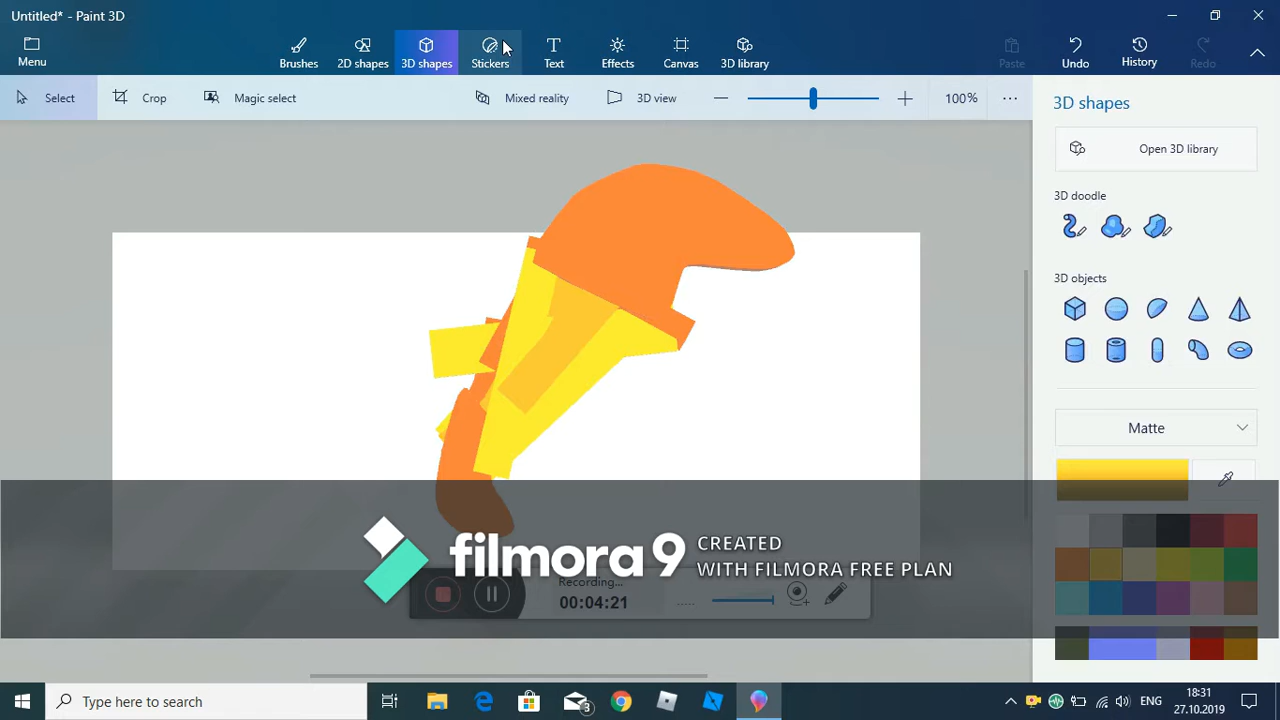 Untitled* - Paint 3D
Menu
Brushes
2D shapes
3D shapes
Stickers
Text
Effects
Canvas
3D library
Paste
Undo
History
Redo
Select
Crop
Magic select
Mixed reality
3D view
100%
3D shapes
Open 3D library
3D doodle
3D objects
Matte
filmora9
CREATED
WITH FILMORA FREE PLAN
Recording...
00:04:21
Type here to search
3
ENG
18:31
27.10.2019